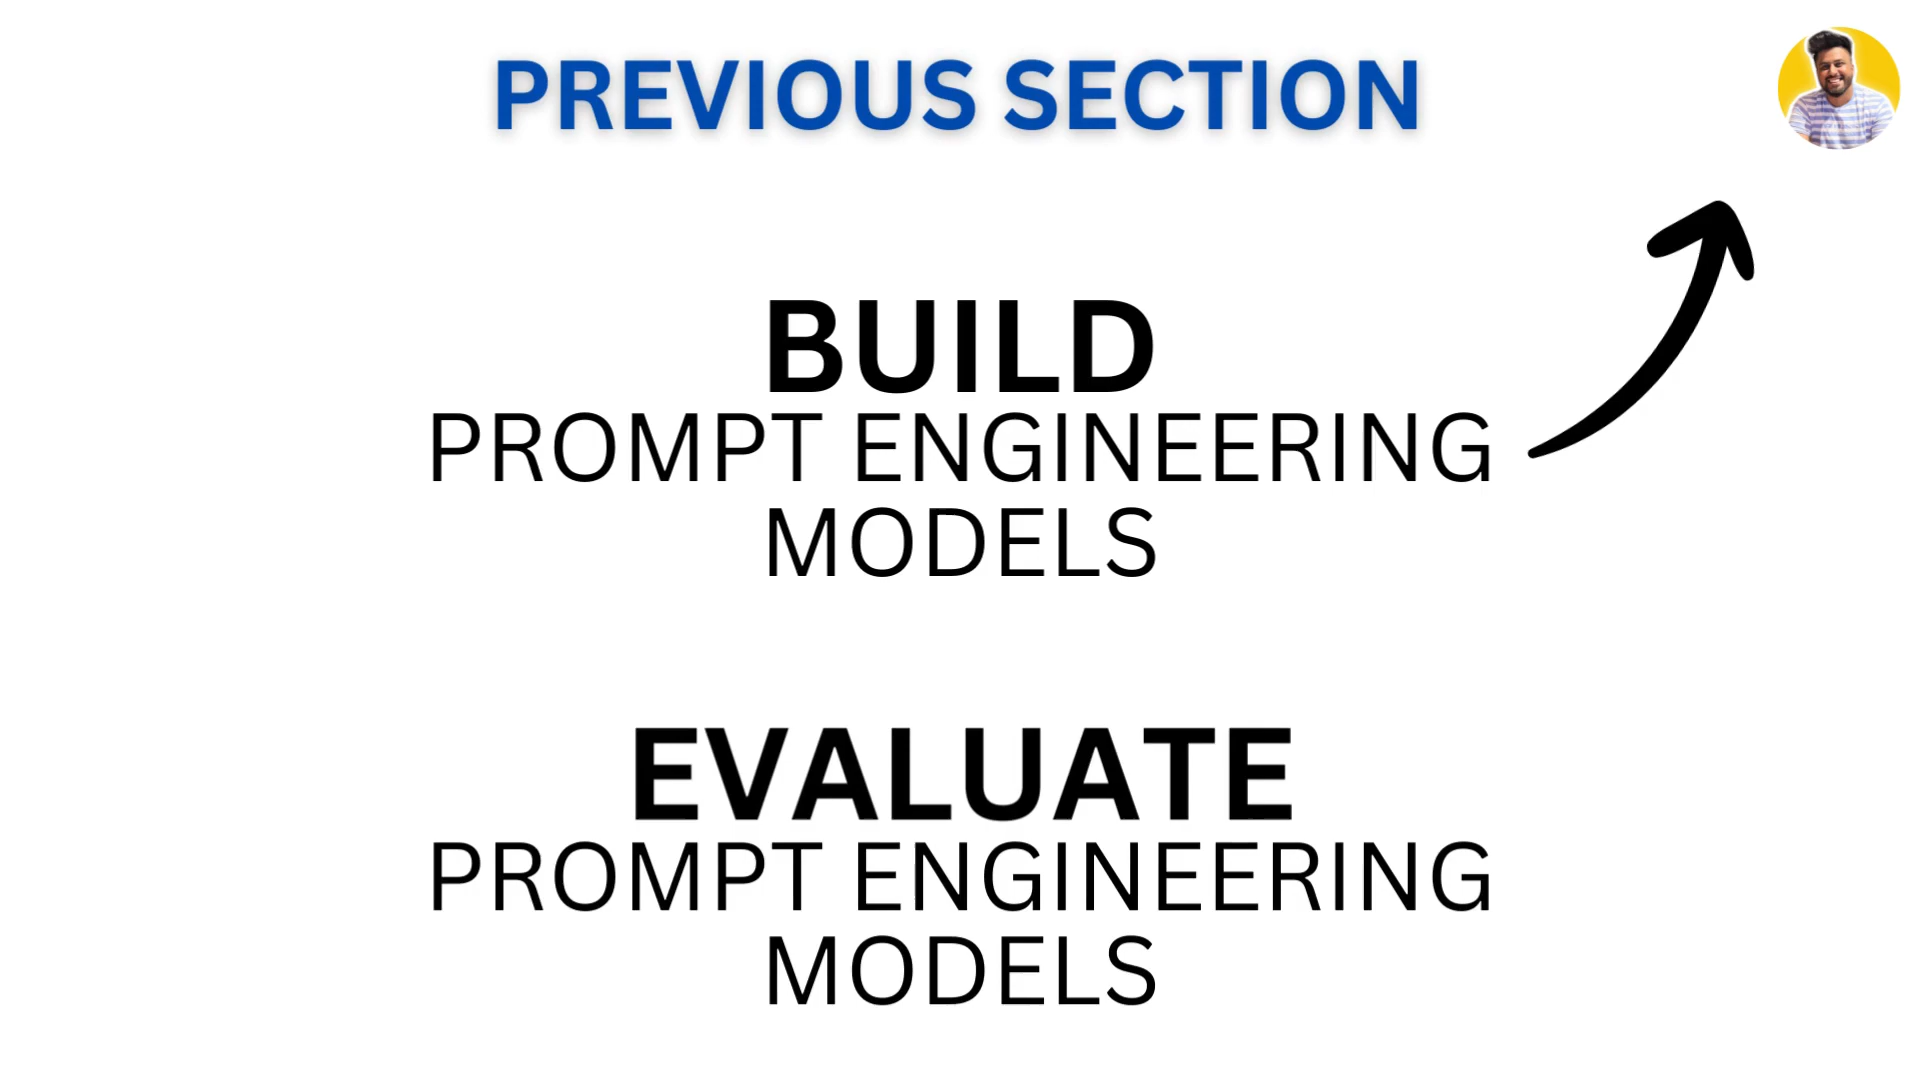 PREVIOUS SECTION
BUILD
PROMPT ENGINEERING
MODELS
EVALUATE
PROMPT ENGINEERING
MODELS